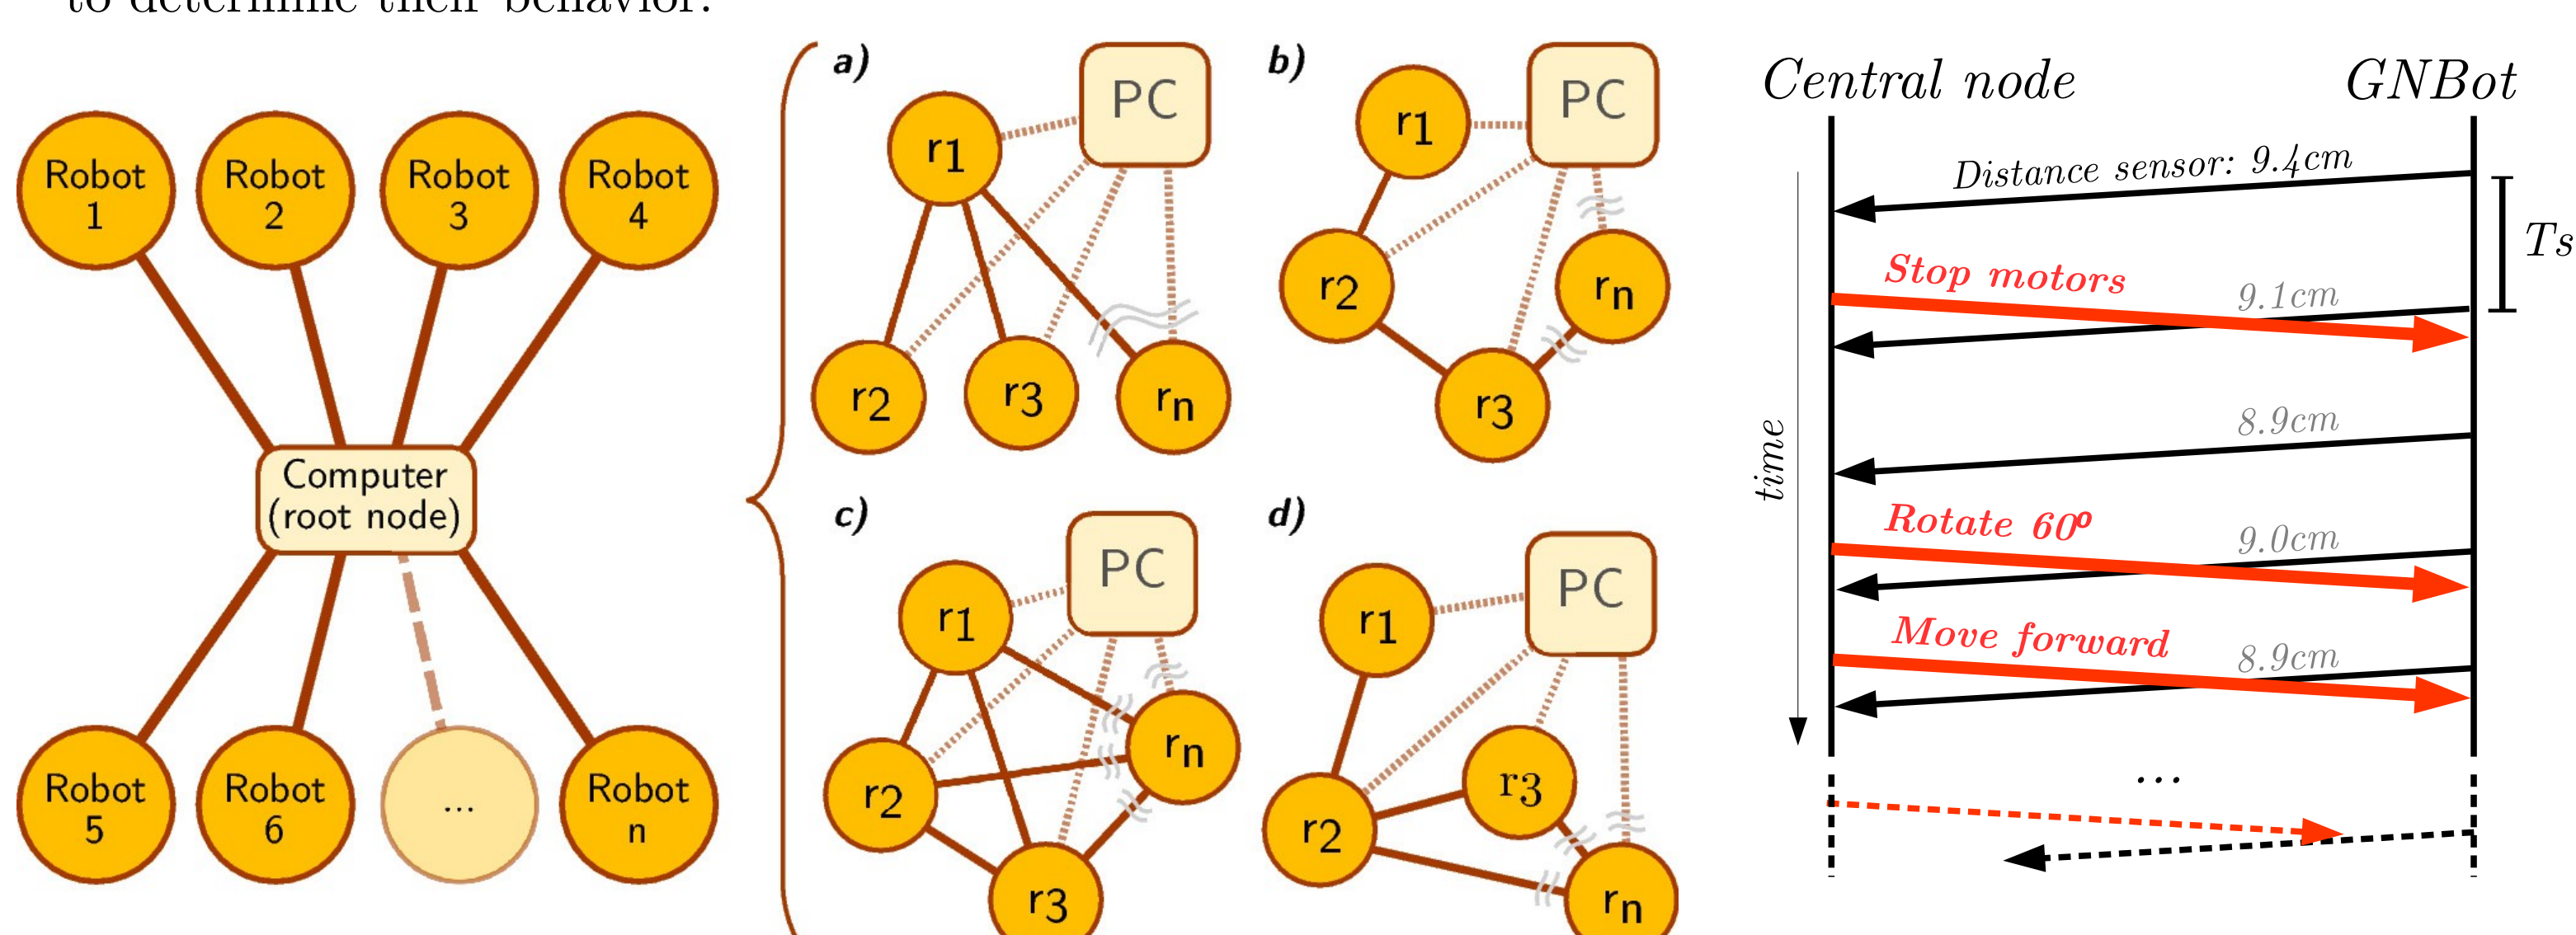 to determine their behavior.
Robot
1
Robot
2
Robot
3
Robot
4
Computer
(root node)
Robot
5
Robot
6
...
Robot
n
a)
PC
r1
r2
r3
rn
b)
PC
r1
r2
rn
r3
c)
PC
r1
rn
r2
r3
d)
PC
r1
r3
r2
rn
Central node
GNBot
Distance sensor: 9.4cm
Ts
Stop motors
9.1cm
8.9cm
time
Rotate 60º
9.0cm
Move forward
8.9cm
...